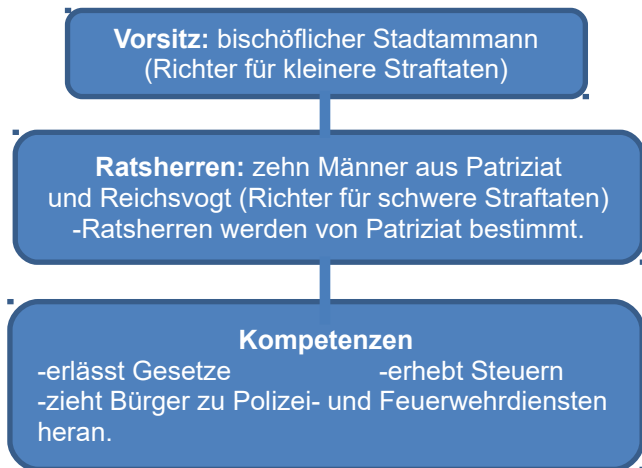 Vorsitz: bischöflicher Stadtammann
(Richter für kleinere Straftaten)
Ratsherren: zehn Männer aus Patriziat
und Reichsvogt (Richter für schwere Straftaten)
-Ratsherren werden von Patriziat bestimmt.
Kompetenzen
-erlässt Gesetze -erhebt Steuern
-zieht Bürger zu Polizei- und Feuerwehrdiensten
heran.